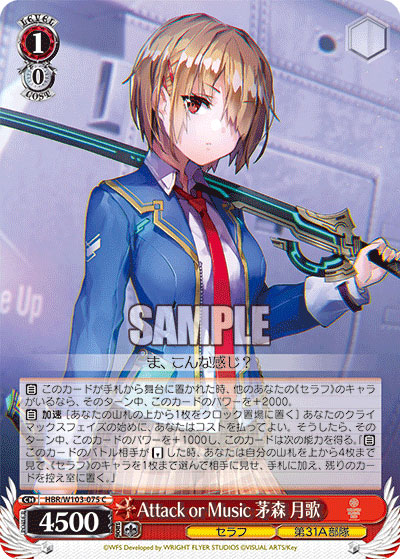 LEVEL
1
0
COST
e Up
SAMPLE
ま、こんな感じ?
自 このカードが手札から舞台に置かれた時、他のあなたの《セラフ》のキャラ
がいるなら、そのターン中、このカードのパワーを+2000。
自 加速 [あなたの山札の上から1枚をクロック置場に置く] あなたのクライ
マックスフェイズの始めに、あなたはコストを払ってよい。そうしたら、その
ターン中、このカードのパワーを+1000し、このカードは次の能力を得る。『自
このカードのバトル相手が【】した時、あなたは自分の山札を上から4枚まで
見て、《セラフ》のキャラを1枚まで選んで相手に見せ、手札に加え、残りのカー
ドを控え室に置く。』
CH HBR/W103-075 C
4500
Attack or Music 茅森 月歌
セラフ 第31A部隊
©WFS Developed by WRIGHT FLYER STUDIOS ©VISUAL ARTS/Key